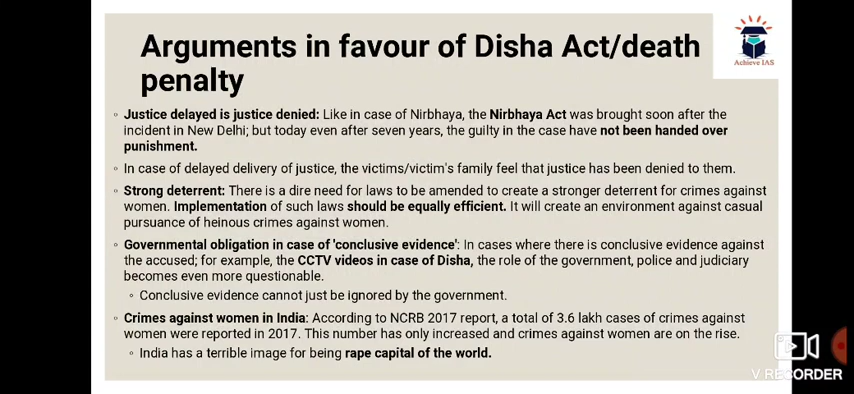 Arguments in favour of Disha Act/death
penalty
Achieve IAS
◦ Justice delayed is justice denied: Like in case of Nirbhaya, the Nirbhaya Act was brought soon after the
incident in New Delhi; but today even after seven years, the guilty in the case have not been handed over
punishment.
◦ In case of delayed delivery of justice, the victims/victim's family feel that justice has been denied to them.
◦ Strong deterrent: There is a dire need for laws to be amended to create a stronger deterrent for crimes against
women. Implementation of such laws should be equally efficient. It will create an environment against casual
pursuance of heinous crimes against women.
◦ Governmental obligation in case of 'conclusive evidence': In cases where there is conclusive evidence against
the accused; for example, the CCTV videos in case of Disha, the role of the government, police and judiciary
becomes even more questionable.
◦ Conclusive evidence cannot just be ignored by the government.
◦ Crimes against women in India: According to NCRB 2017 report, a total of 3.6 lakh cases of crimes against
women were reported in 2017. This number has only increased and crimes against women are on the rise.
◦ India has a terrible image for being rape capital of the world.
V RECORDER